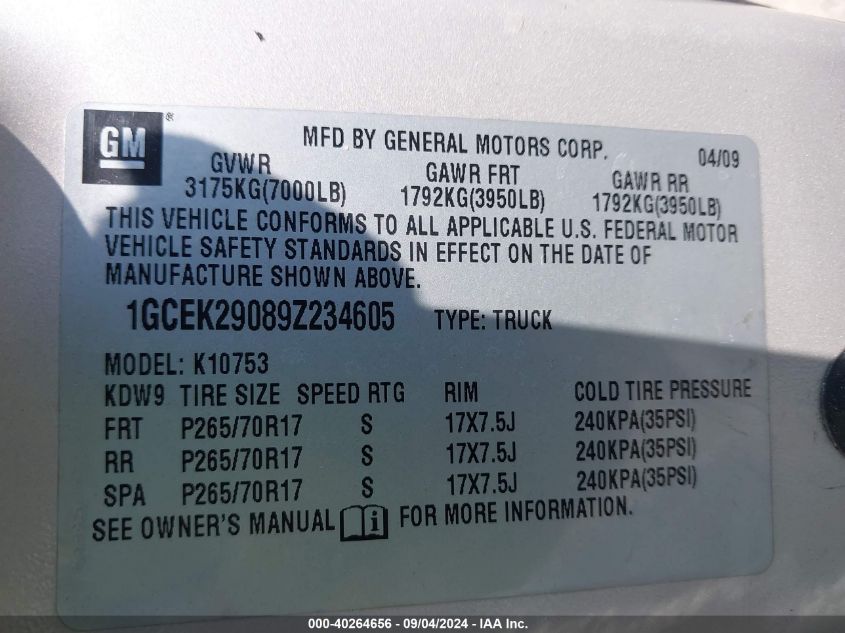 GM ®
MFD BY GENERAL MOTORS CORP. 04/09
GVWR GAWR FRT GAWR RR
3175KG(7000LB) 1792KG(3950LB) 1792KG(3950LB)
THIS VEHICLE CONFORMS TO ALL APPLICABLE U.S. FEDERAL MOTOR
VEHICLE SAFETY STANDARDS IN EFFECT ON THE DATE OF
MANUFACTURE SHOWN ABOVE.
1GCEK29089Z234605 TYPE: TRUCK
MODEL: K10753
KDW9 TIRE SIZE SPEED RTG RIM COLD TIRE PRESSURE
FRT P265/70R17 S 17X7.5J 240KPA(35PSI)
RR P265/70R17 S 17X7.5J 240KPA(35PSI)
SPA P265/70R17 S 17X7.5J 240KPA(35PSI)
SEE OWNER'S MANUAL i FOR MORE INFORMATION.
000-40264656 - 09/04/2024 - IAA Inc.